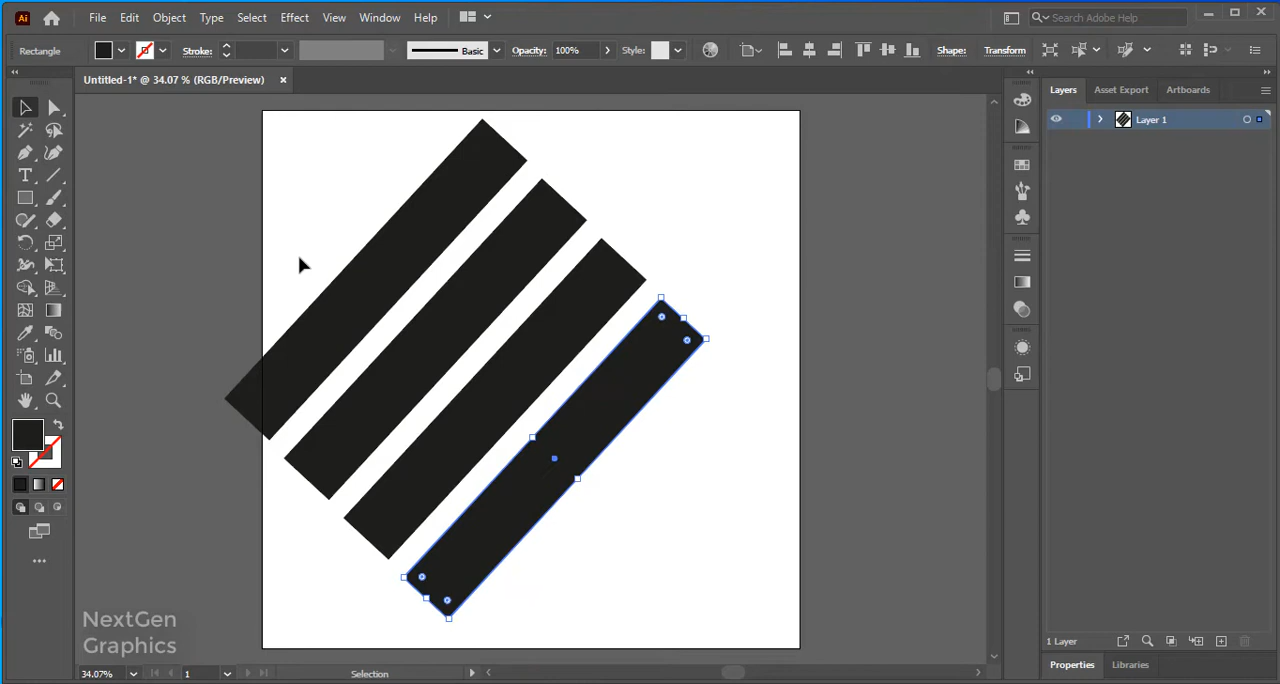 Ai File Edit Object Type Select Effect View Window Help Search Adobe Help
Rectangle Stroke: Basic Opacity: 100% Style: Shape: Transform
Untitled-1* @ 34.07 % (RGB/Preview)
Layers Asset Export Artboards
Layer 1
NextGen
Graphics
1 Layer
Properties Libraries
34.07% 1 Selection